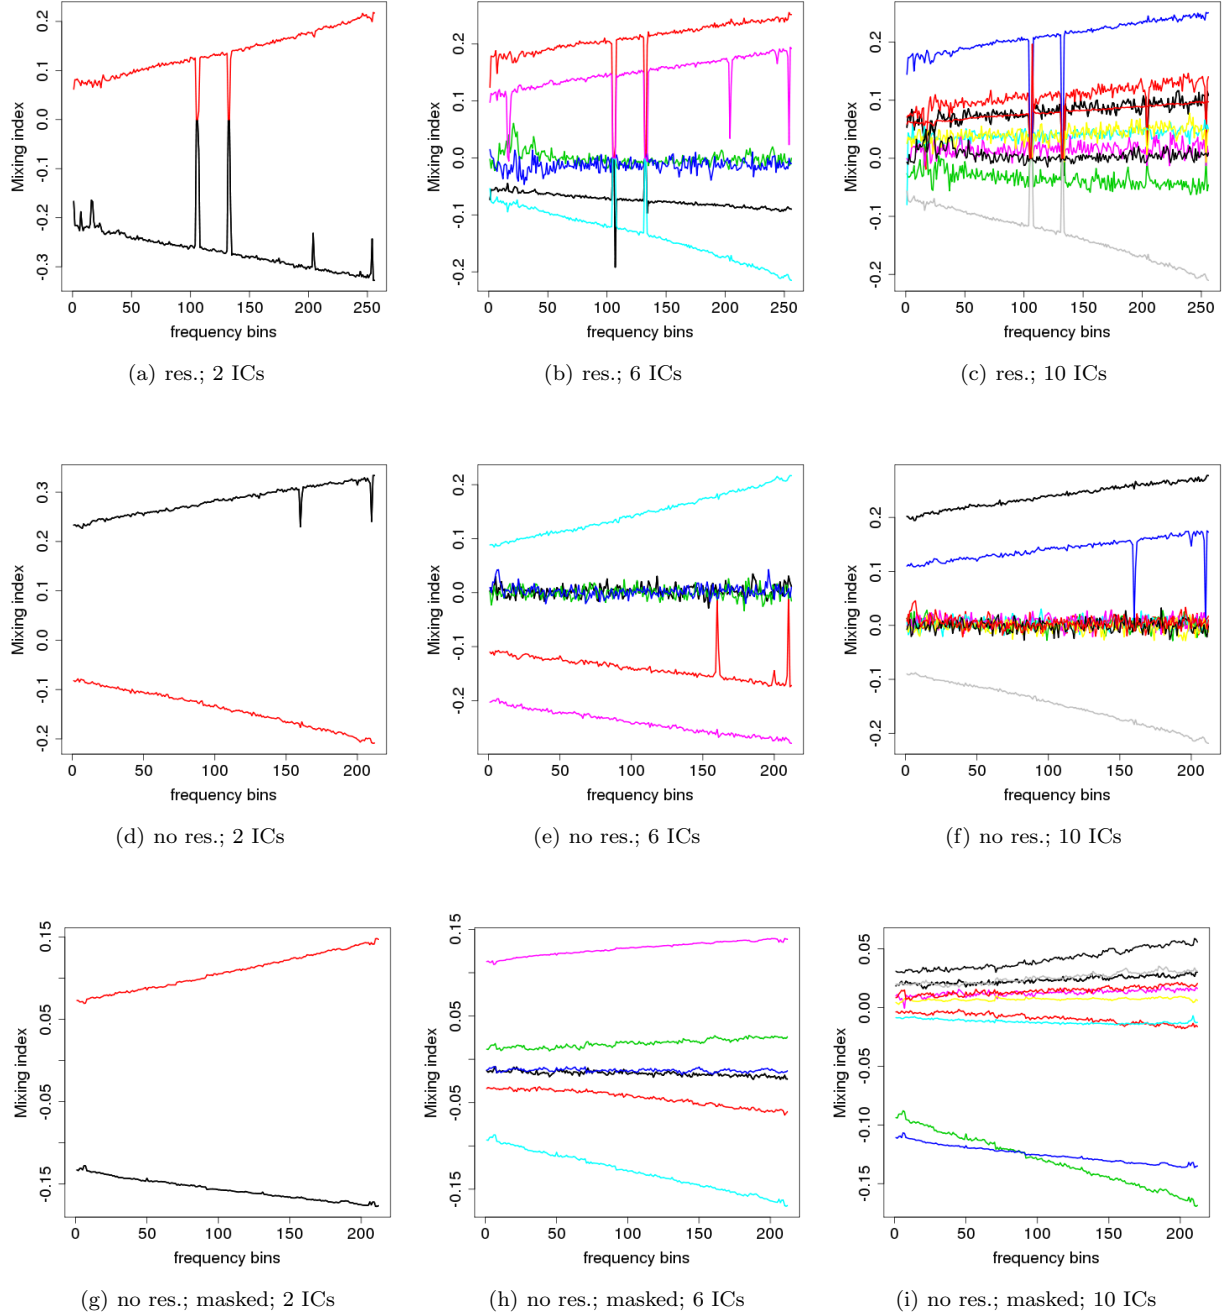 Mixing index
0.2
0.1
0.0
-0.1
-0.2
-0.3
0 50 100 150 200 250
frequency bins
(a) res.; 2 ICs
Mixing index
0.2
0.1
0.0
-0.1
-0.2
0 50 100 150 200 250
frequency bins
(b) res.; 6 ICs
Mixing index
0.2
0.1
0.0
-0.1
-0.2
0 50 100 150 200 250
frequency bins
(c) res.; 10 ICs
Mixing index
0.3
0.2
0.1
0.0
-0.1
-0.2
0 50 100 150 200
frequency bins
(d) no res.; 2 ICs
Mixing index
0.2
0.1
0.0
-0.1
-0.2
0 50 100 150 200
frequency bins
(e) no res.; 6 ICs
Mixing index
0.2
0.1
0.0
-0.1
-0.2
0 50 100 150 200
frequency bins
(f) no res.; 10 ICs
Mixing index
0.15
0.05
-0.05
-0.15
0 50 100 150 200
frequency bins
(g) no res.; masked; 2 ICs
Mixing index
0.15
0.05
-0.05
-0.15
0 50 100 150 200
frequency bins
(h) no res.; masked; 6 ICs
Mixing index
0.05
0.00
-0.05
-0.10
-0.15
0 50 100 150 200
frequency bins
(i) no res.; masked; 10 ICs